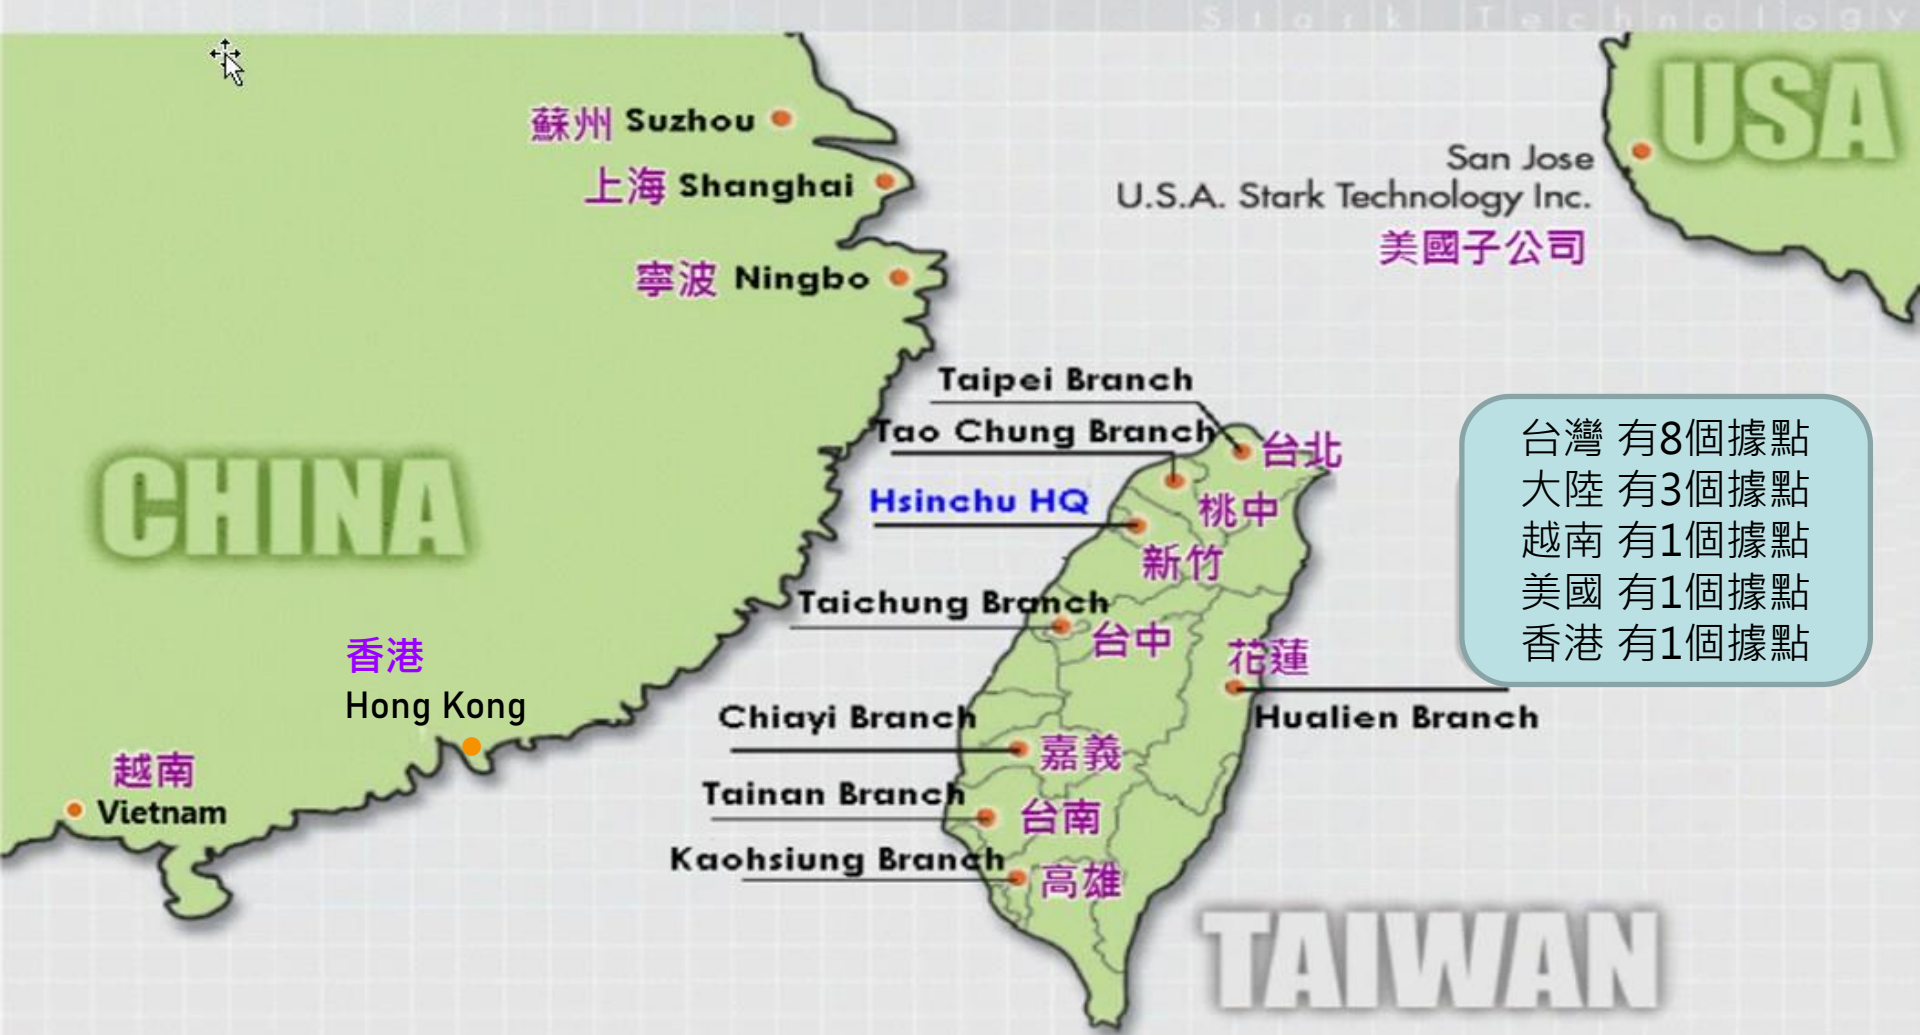 Stark Technology
USA
蘇州 Suzhou
上海 Shanghai
San Jose
U.S.A. Stark Technology Inc.
美國子公司
寧波 Ningbo
Taipei Branch
Tao Chung Branch
台北
Hsinchu HQ
桃中
新竹
CHINA
台灣 有8個據點
大陸 有3個據點
越南 有1個據點
美國 有1個據點
香港 有1個據點
Taichung Branch
台中
香港
Hong Kong
花蓮
Hualien Branch
Chiayi Branch
嘉義
越南
Vietnam
Tainan Branch
台南
Kaohsiung Branch
高雄
TAIWAN